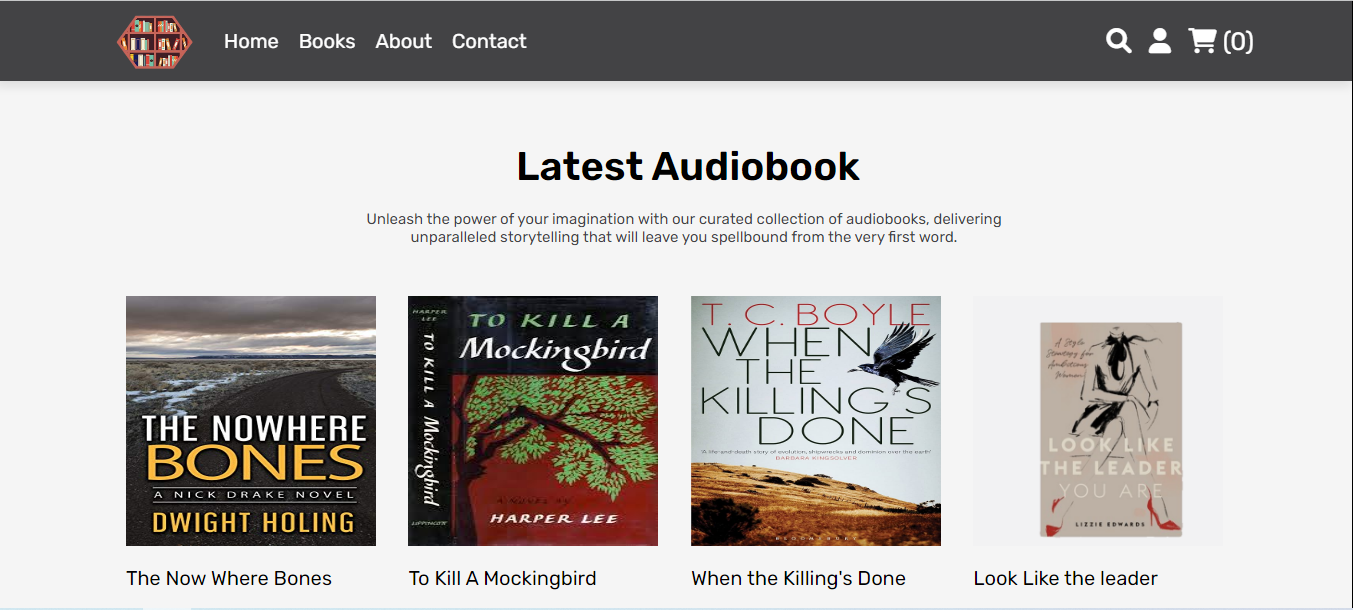 Home Books About Contact (0)
Latest Audiobook
Unleash the power of your imagination with our curated collection of audiobooks, delivering
unparalleled storytelling that will leave you spellbound from the very first word.
THE NOWHERE
BONES
A NICK DRAKE NOVEL
DWIGHT HOLING
HARPER
LEE
TO KILL A Mockingbird
LIPPINCOTT
TO KILL A
Mockingbird
A NOVEL BY
HARPER LEE
T. C. BOYLE
WHEN
THE
KILLING'S
DONE
'A life-and-death story of evolution, shipwrecks and dominion over the earth'
BARBARA KINGSOLVER
BLOOMSBURY
A Style
Strategy for
Ambitious
Women
LOOK LIKE
THE LEADER
YOU ARE
LIZZIE EDWARDS
The Now Where Bones
To Kill A Mockingbird
When the Killing's Done
Look Like the leader